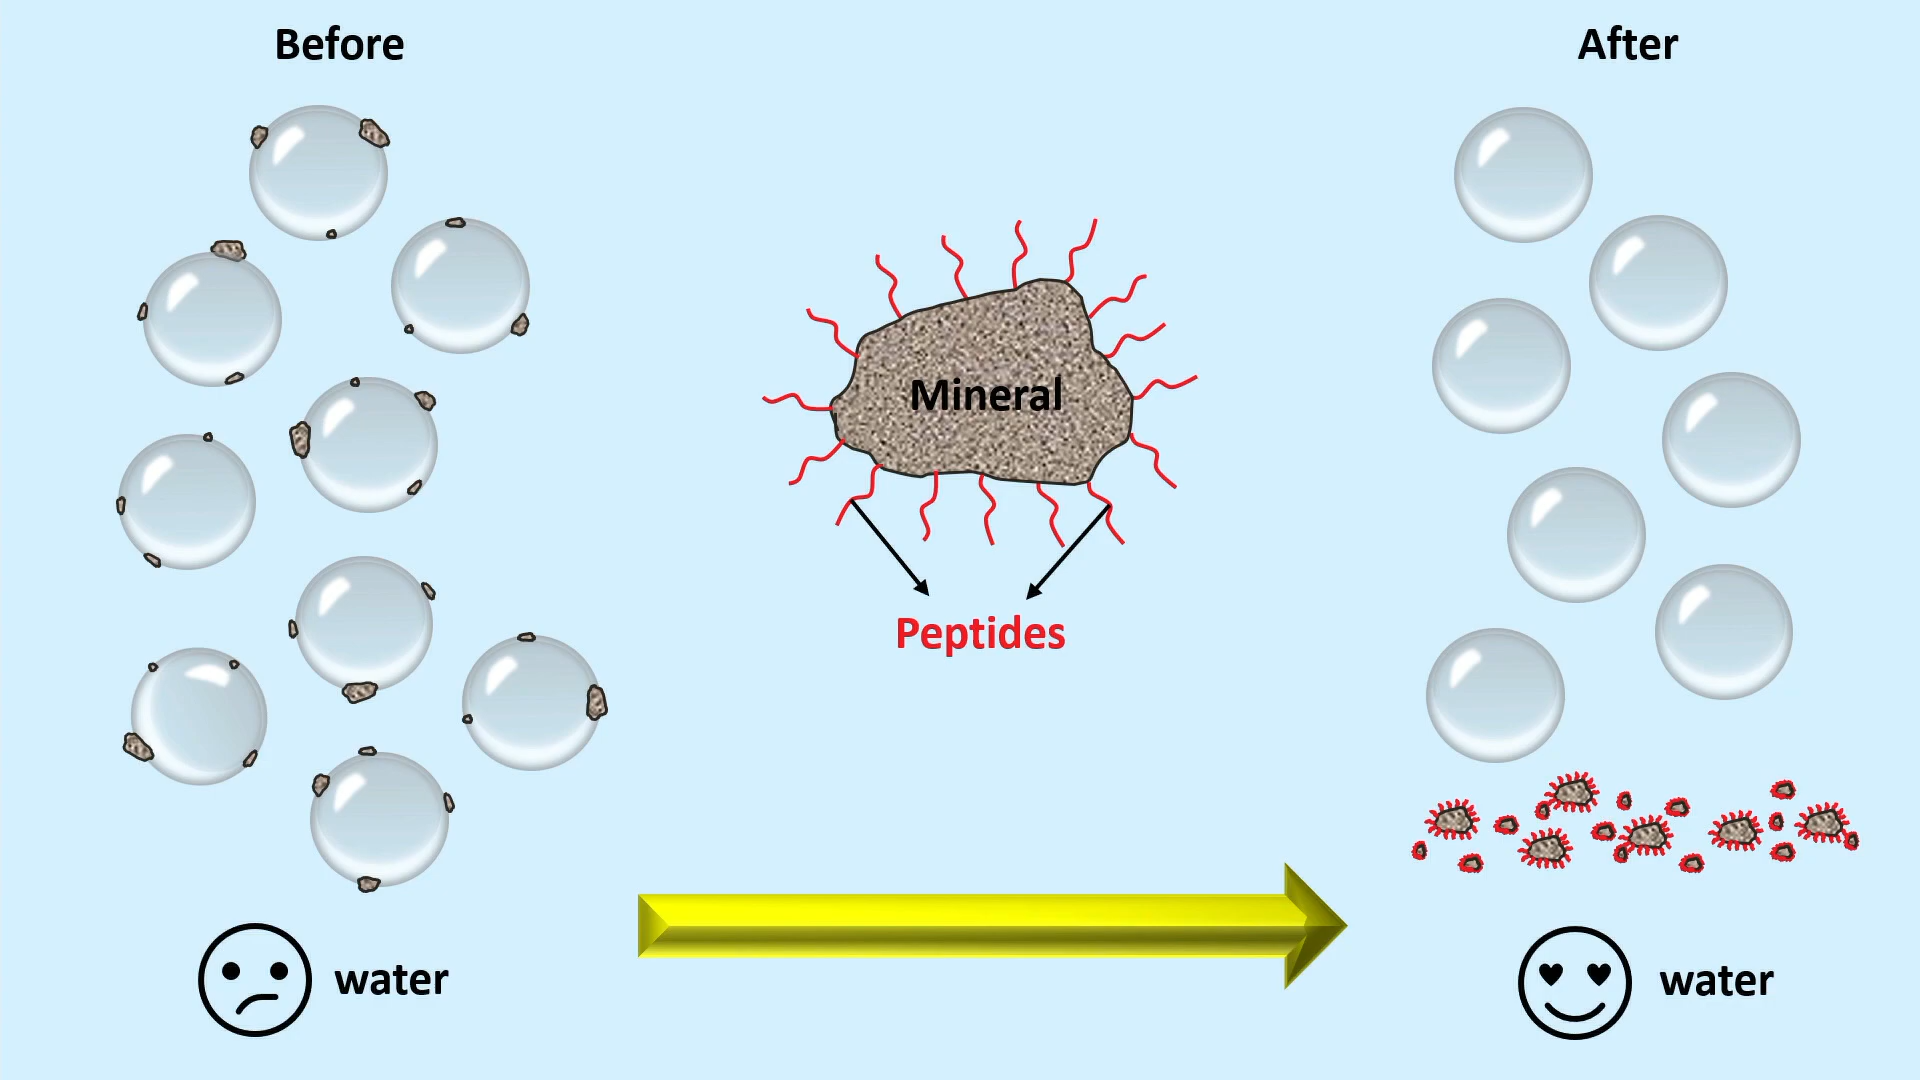 Before
After
Mineral
Peptides
water
water